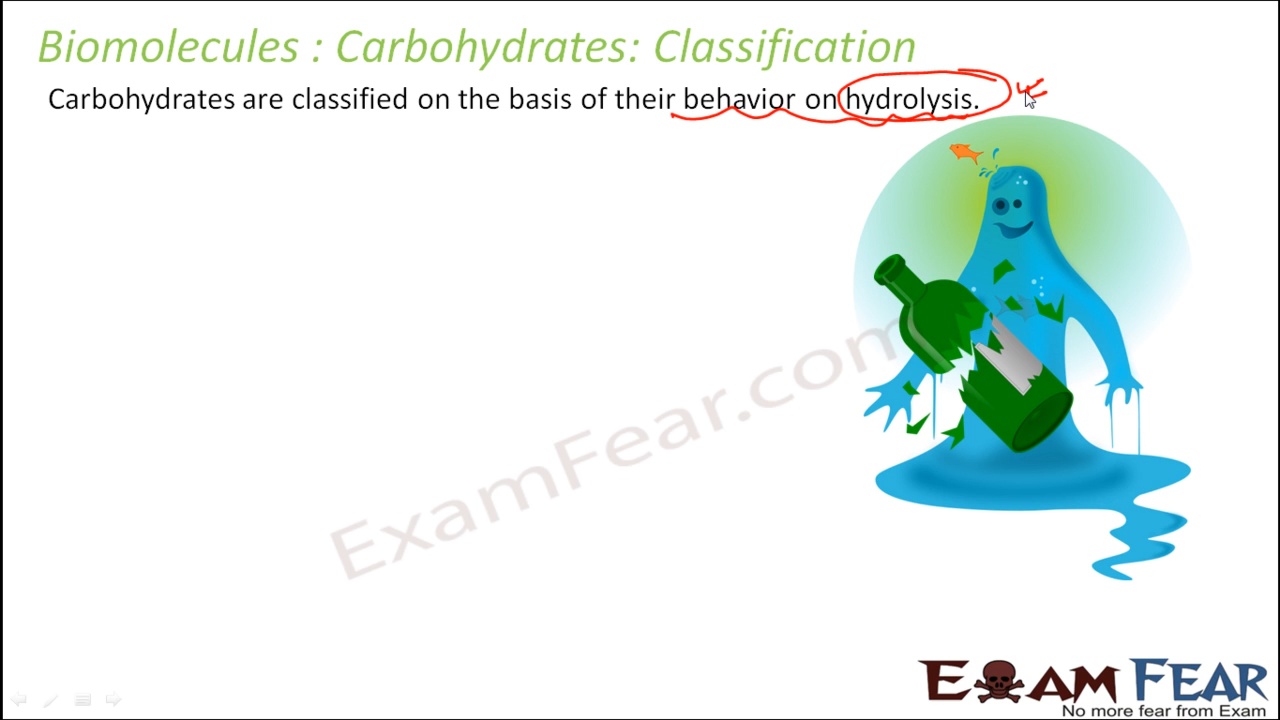 Biomolecules : Carbohydrates: Classification
Carbohydrates are classified on the basis of their behavior on hydrolysis.
ExamFear.com
EXAM FEAR
No more fear from Exam